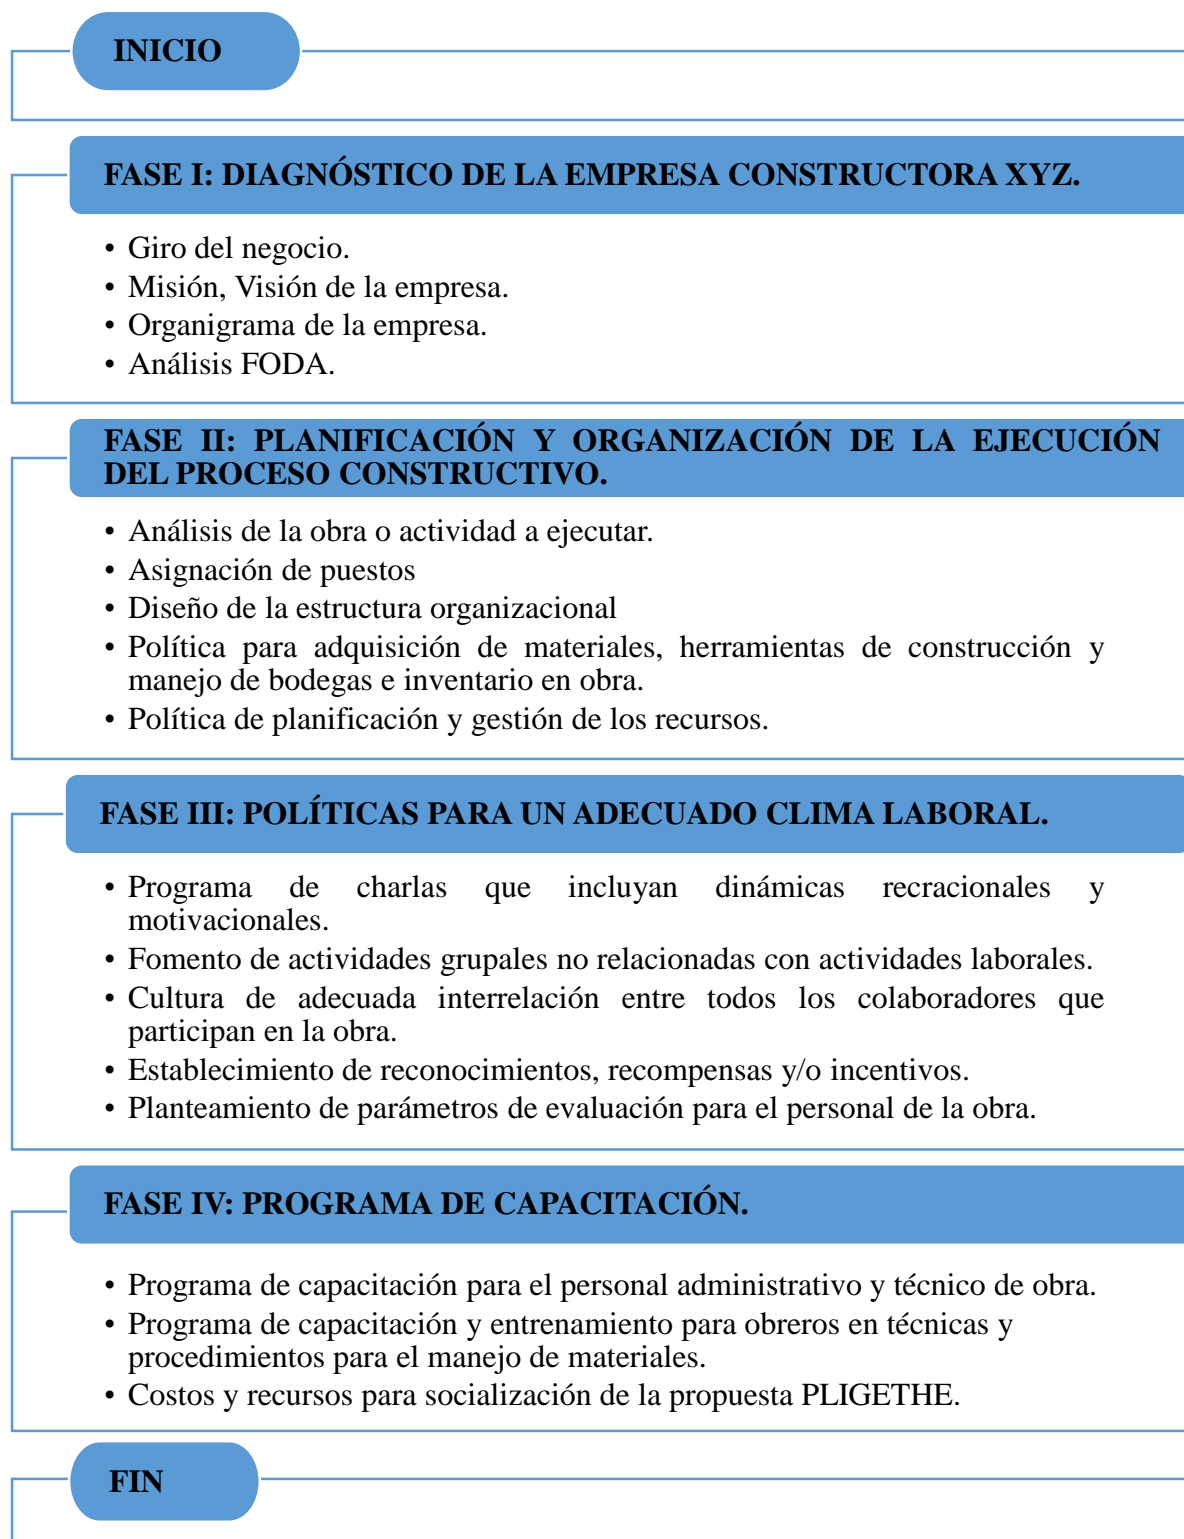 INICIO
FASE I: DIAGNÓSTICO DE LA EMPRESA CONSTRUCTORA XYZ.
• Giro del negocio.
• Misión, Visión de la empresa.
• Organigrama de la empresa.
• Análisis FODA.
FASE II: PLANIFICACIÓN Y ORGANIZACIÓN DE LA EJECUCIÓN
DEL PROCESO CONSTRUCTIVO.
• Análisis de la obra o actividad a ejecutar.
• Asignación de puestos
• Diseño de la estructura organizacional
• Política para adquisición de materiales, herramientas de construcción y
manejo de bodegas e inventario en obra.
• Política de planificación y gestión de los recursos.
FASE III: POLÍTICAS PARA UN ADECUADO CLIMA LABORAL.
• Programa de charlas que incluyan dinámicas recracionales y
motivacionales.
• Fomento de actividades grupales no relacionadas con actividades laborales.
• Cultura de adecuada interrelación entre todos los colaboradores que
participan en la obra.
• Establecimiento de reconocimientos, recompensas y/o incentivos.
• Planteamiento de parámetros de evaluación para el personal de la obra.
FASE IV: PROGRAMA DE CAPACITACIÓN.
• Programa de capacitación para el personal administrativo y técnico de obra.
• Programa de capacitación y entrenamiento para obreros en técnicas y
procedimientos para el manejo de materiales.
• Costos y recursos para socialización de la propuesta PLIGETHE.
FIN